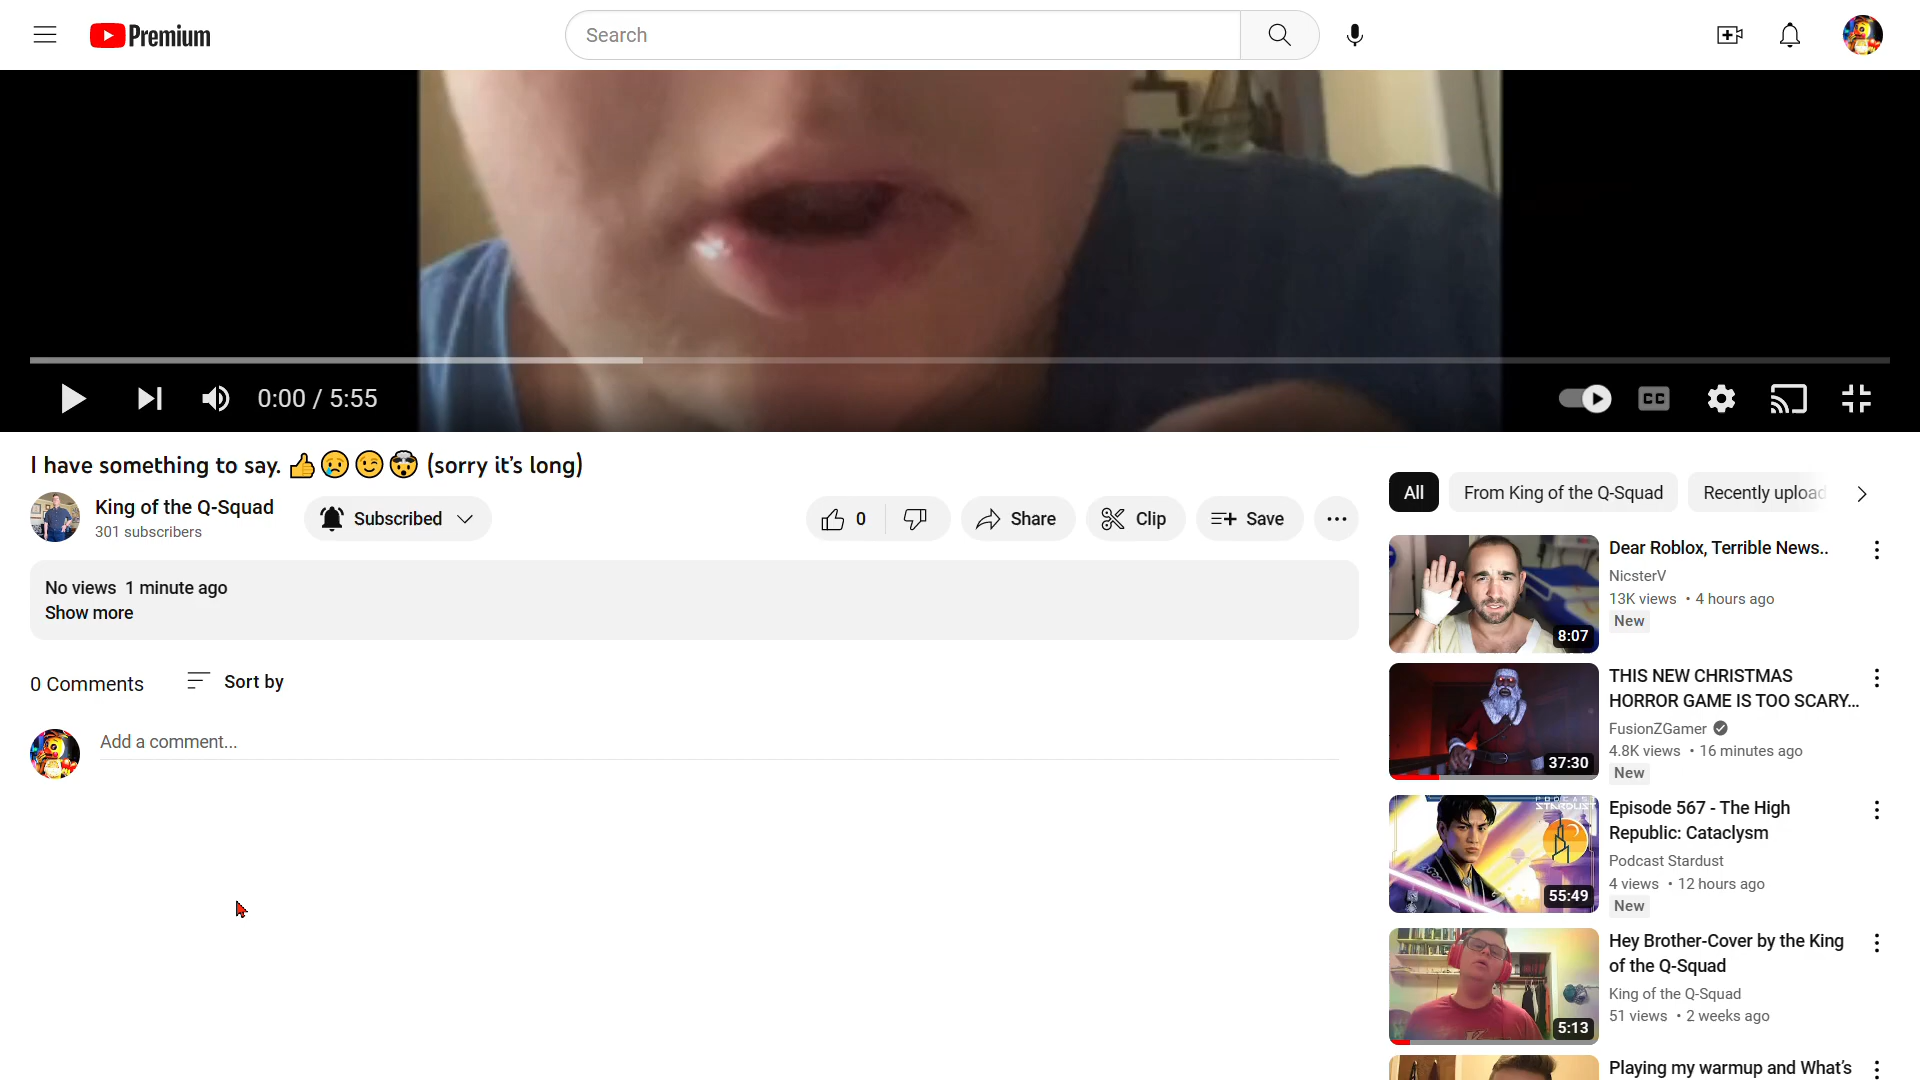 Premium
Search
0:00 / 5:55
CC
I have something to say. 👍😢😉🤯 (sorry it's long)
King of the Q-Squad
301 subscribers
Subscribed
0
Share
Clip
Save
No views 1 minute ago
Show more
0 Comments
Sort by
Add a comment...
All
From King of the Q-Squad
Recently upload
8:07
Dear Roblox, Terrible News..
NicsterV
13K views • 4 hours ago
New
37:30
THIS NEW CHRISTMAS
HORROR GAME IS TOO SCARY...
FusionZGamer
4.8K views • 16 minutes ago
New
PODCAST
STARDUST
55:49
Episode 567 - The High
Republic: Cataclysm
Podcast Stardust
4 views • 12 hours ago
New
5:13
Hey Brother-Cover by the King
of the Q-Squad
King of the Q-Squad
51 views • 2 weeks ago
Playing my warmup and What's